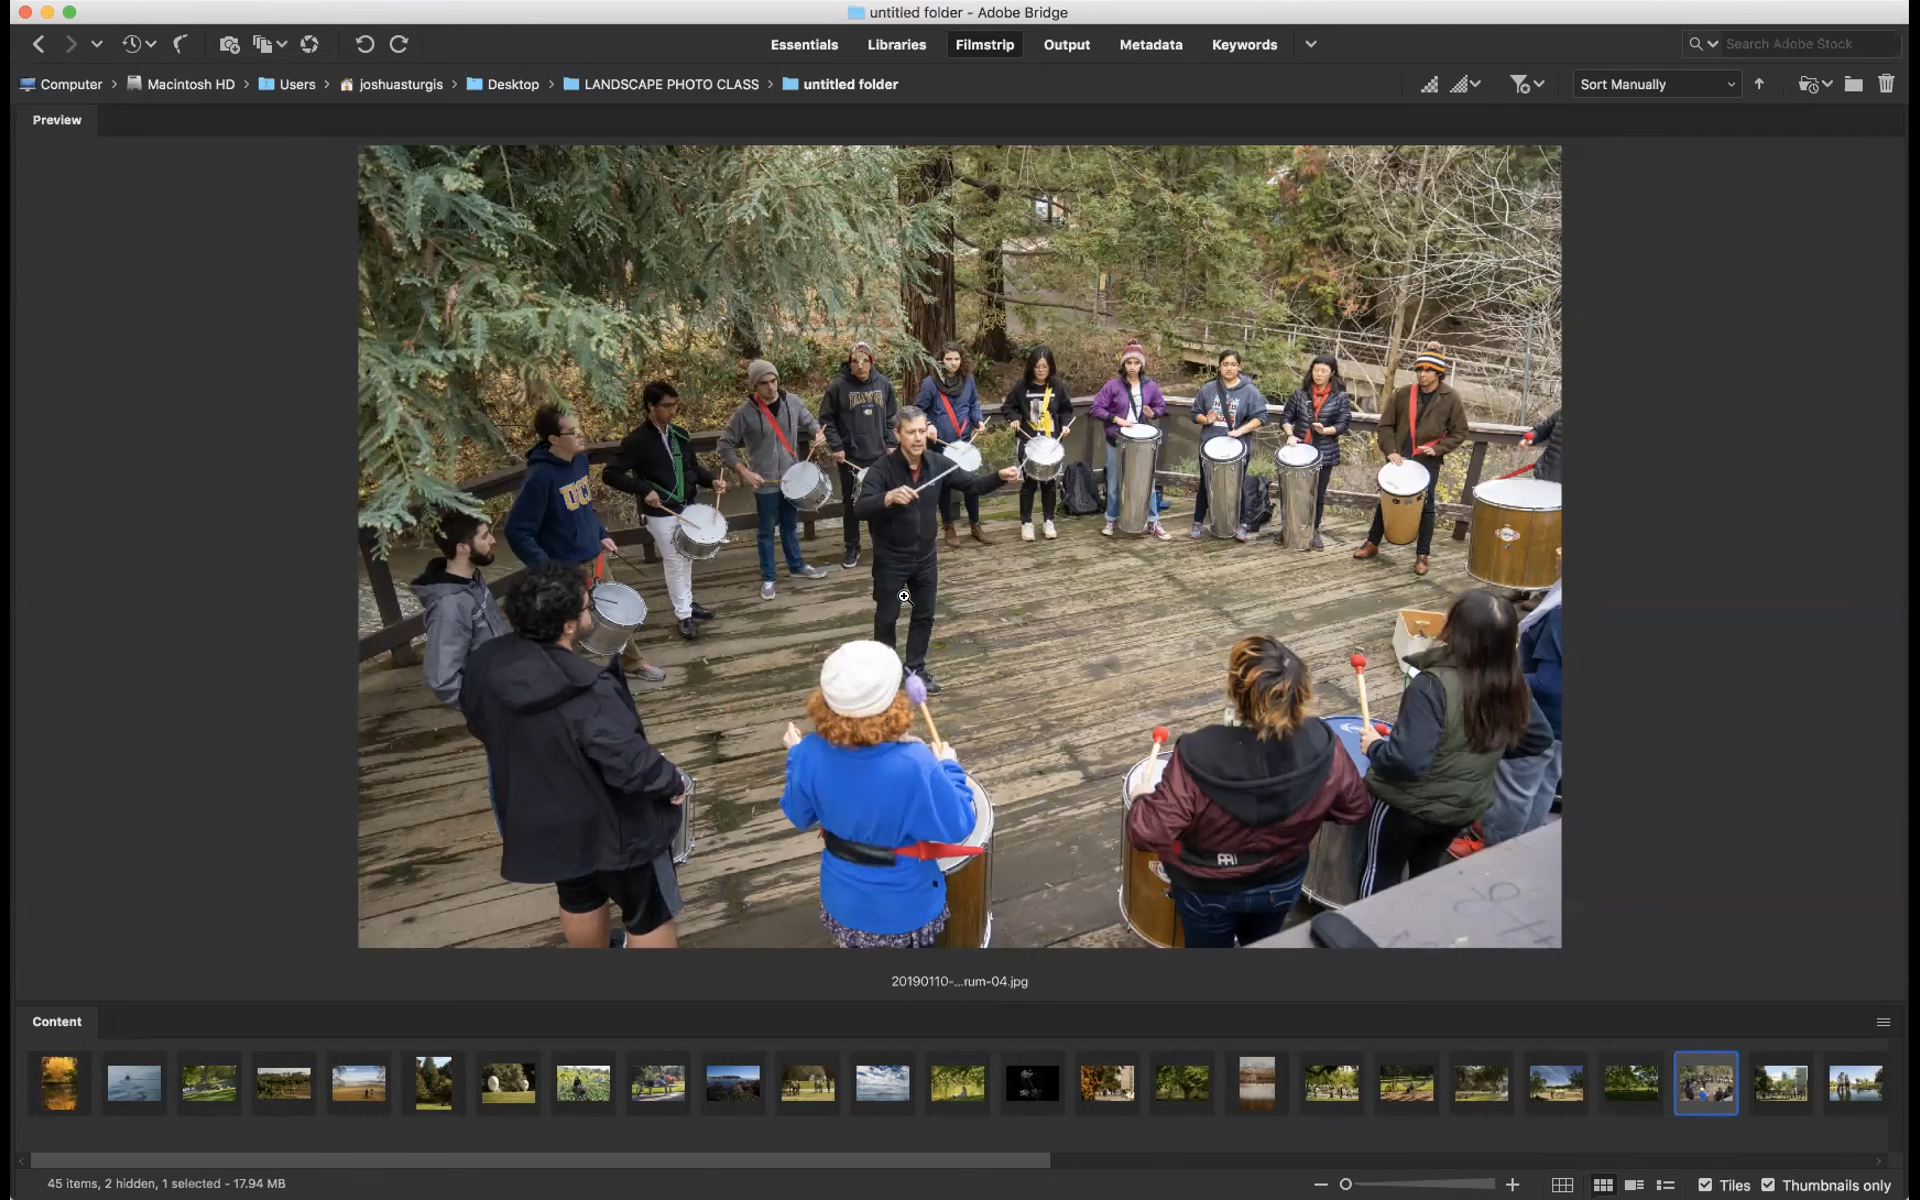 untitled folder - Adobe Bridge
Essentials Libraries Filmstrip Output Metadata Keywords
Search Adobe Stock
Computer Macintosh HD Users joshuasturgis Desktop LANDSCAPE PHOTO CLASS untitled folder
Sort Manually
Preview
20190110-...rum-04.jpg
Content
45 items, 2 hidden, 1 selected - 17.94 MB
Tiles Thumbnails only